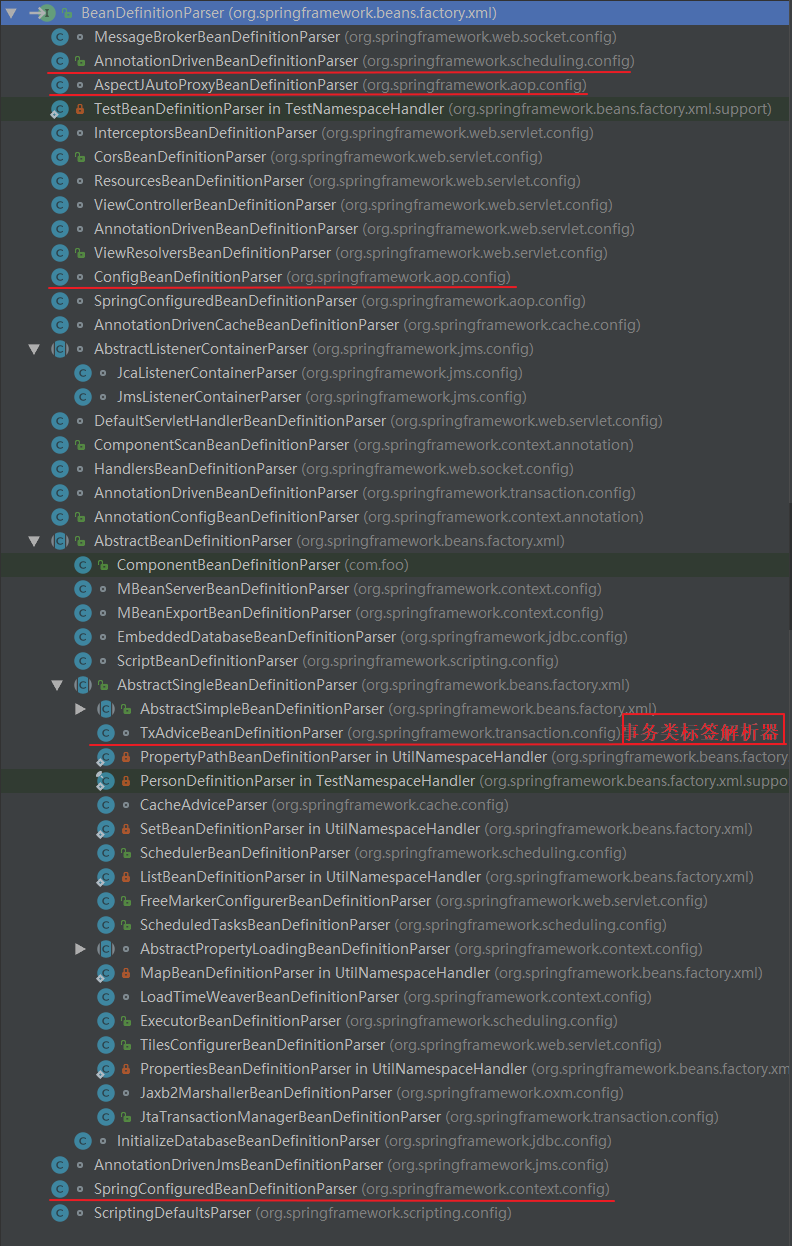 BeanDefinitionParser (org.springframework.beans.factory.xml)
MessageBrokerBeanDefinitionParser (org.springframework.web.socket.config)
AnnotationDrivenBeanDefinitionParser (org.springframework.scheduling.config)
AspectJAutoProxyBeanDefinitionParser (org.springframework.aop.config)
TestBeanDefinitionParser in TestNamespaceHandler (org.springframework.beans.factory.xml.support)
InterceptorsBeanDefinitionParser (org.springframework.web.servlet.config)
CorsBeanDefinitionParser (org.springframework.web.servlet.config)
ResourcesBeanDefinitionParser (org.springframework.web.servlet.config)
ViewControllerBeanDefinitionParser (org.springframework.web.servlet.config)
AnnotationDrivenBeanDefinitionParser (org.springframework.web.servlet.config)
ViewResolversBeanDefinitionParser (org.springframework.web.servlet.config)
ConfigBeanDefinitionParser (org.springframework.aop.config)
SpringConfiguredBeanDefinitionParser (org.springframework.aop.config)
AnnotationDrivenCacheBeanDefinitionParser (org.springframework.cache.config)
AbstractListenerContainerParser (org.springframework.jms.config)
JcaListenerContainerParser (org.springframework.jms.config)
JmsListenerContainerParser (org.springframework.jms.config)
DefaultServletHandlerBeanDefinitionParser (org.springframework.web.servlet.config)
ComponentScanBeanDefinitionParser (org.springframework.context.annotation)
HandlersBeanDefinitionParser (org.springframework.web.socket.config)
AnnotationDrivenBeanDefinitionParser (org.springframework.transaction.config)
AnnotationConfigBeanDefinitionParser (org.springframework.context.annotation)
AbstractBeanDefinitionParser (org.springframework.beans.factory.xml)
ComponentBeanDefinitionParser (com.foo)
MBeanServerBeanDefinitionParser (org.springframework.context.config)
MBeanExportBeanDefinitionParser (org.springframework.context.config)
EmbeddedDatabaseBeanDefinitionParser (org.springframework.jdbc.config)
ScriptBeanDefinitionParser (org.springframework.scripting.config)
AbstractSingleBeanDefinitionParser (org.springframework.beans.factory.xml)
AbstractSimpleBeanDefinitionParser (org.springframework.beans.factory.xml)
TxAdviceBeanDefinitionParser (org.springframework.transaction.config) 事务类标签解析器
PropertyPathBeanDefinitionParser in UtilNamespaceHandler (org.springframework.beans.factory
PersonDefinitionParser in TestNamespaceHandler (org.springframework.beans.factory.xml.suppo
CacheAdviceParser (org.springframework.cache.config)
SetBeanDefinitionParser in UtilNamespaceHandler (org.springframework.beans.factory.xml)
SchedulerBeanDefinitionParser (org.springframework.scheduling.config)
ListBeanDefinitionParser in UtilNamespaceHandler (org.springframework.beans.factory.xml)
FreeMarkerConfigurerBeanDefinitionParser (org.springframework.web.servlet.config)
ScheduledTasksBeanDefinitionParser (org.springframework.scheduling.config)
AbstractPropertyLoadingBeanDefinitionParser (org.springframework.context.config)
MapBeanDefinitionParser in UtilNamespaceHandler (org.springframework.beans.factory.xml)
LoadTimeWeaverBeanDefinitionParser (org.springframework.context.config)
ExecutorBeanDefinitionParser (org.springframework.scheduling.config)
TilesConfigurerBeanDefinitionParser (org.springframework.web.servlet.config)
PropertiesBeanDefinitionParser in UtilNamespaceHandler (org.springframework.beans.factory.xm
Jaxb2MarshallerBeanDefinitionParser (org.springframework.oxm.config)
JtaTransactionManagerBeanDefinitionParser (org.springframework.transaction.config)
InitializeDatabaseBeanDefinitionParser (org.springframework.jdbc.config)
AnnotationDrivenJmsBeanDefinitionParser (org.springframework.jms.config)
SpringConfiguredBeanDefinitionParser (org.springframework.context.config)
ScriptingDefaultsParser (org.springframework.scripting.config)